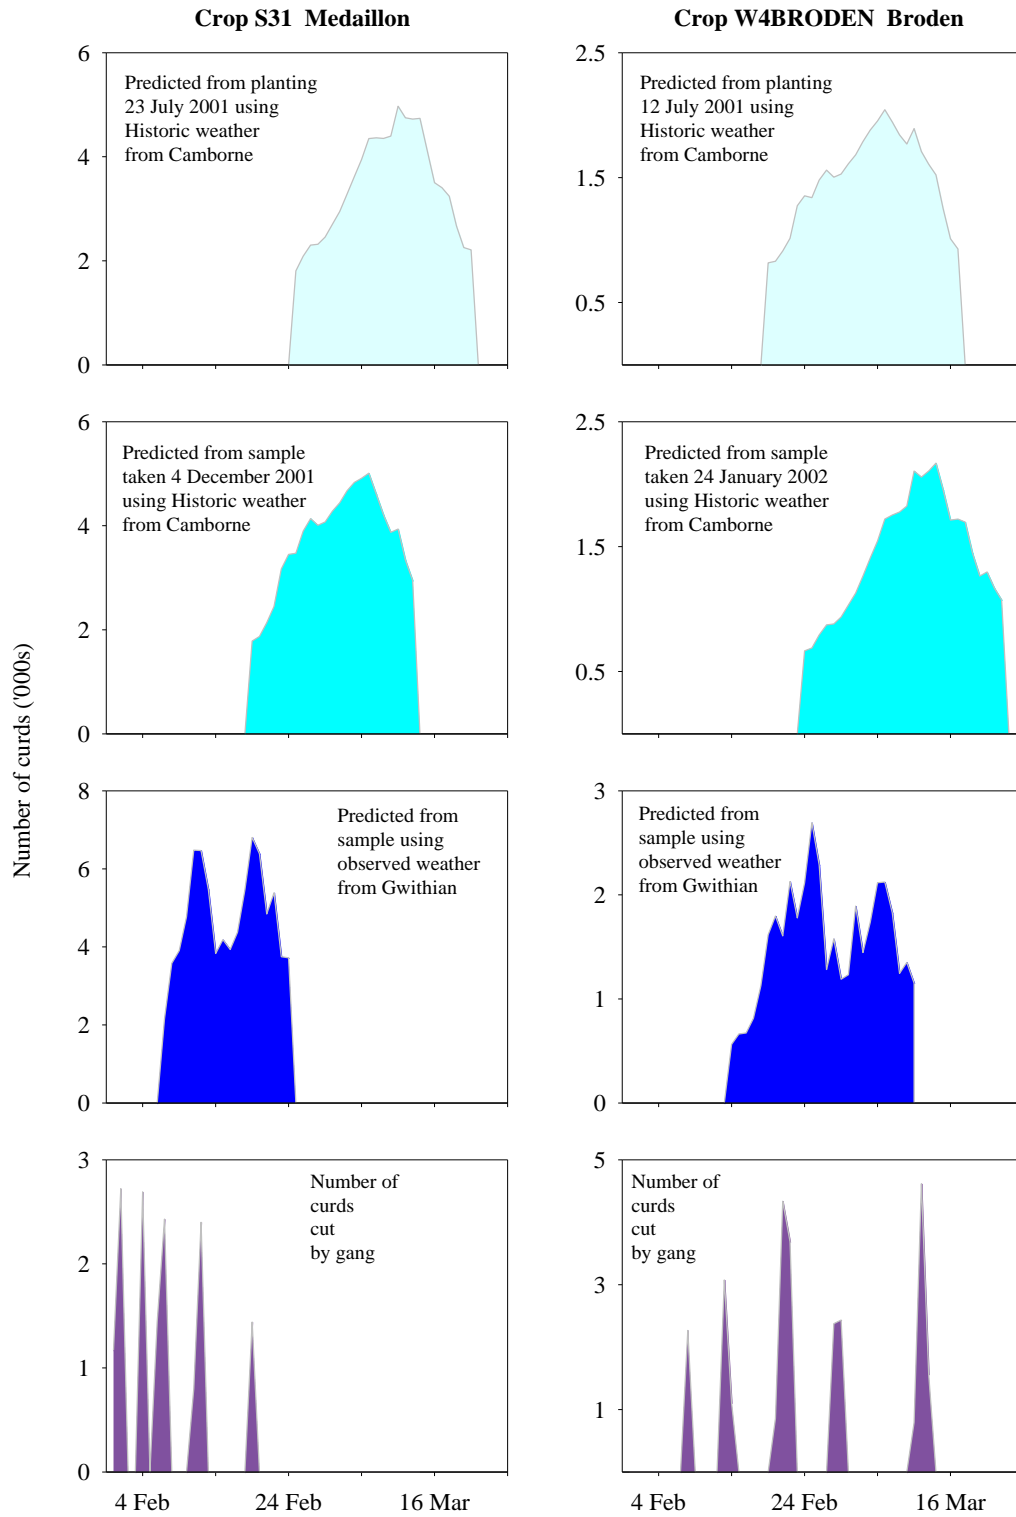 Crop S31  Medaillon
Crop W4BRODEN  Broden
Number of curds ('000s)
6
4
2
0
Predicted from planting
23 July 2001 using
Historic weather
from Camborne
2.5
1.5
0.5
Predicted from planting
12 July 2001 using
Historic weather
from Camborne
6
4
2
0
Predicted from sample
taken 4 December 2001
using Historic weather
from Camborne
2.5
1.5
0.5
Predicted from sample
taken 24 January 2002
using Historic weather
from Camborne
8
6
4
2
0
Predicted from
sample using
observed weather
from Gwithian
3
2
1
0
Predicted from
sample using
observed weather
from Gwithian
3
2
1
0
Number of
curds
cut
by gang
5
3
1
Number of
curds
cut
by gang
4 Feb
24 Feb
16 Mar
4 Feb
24 Feb
16 Mar